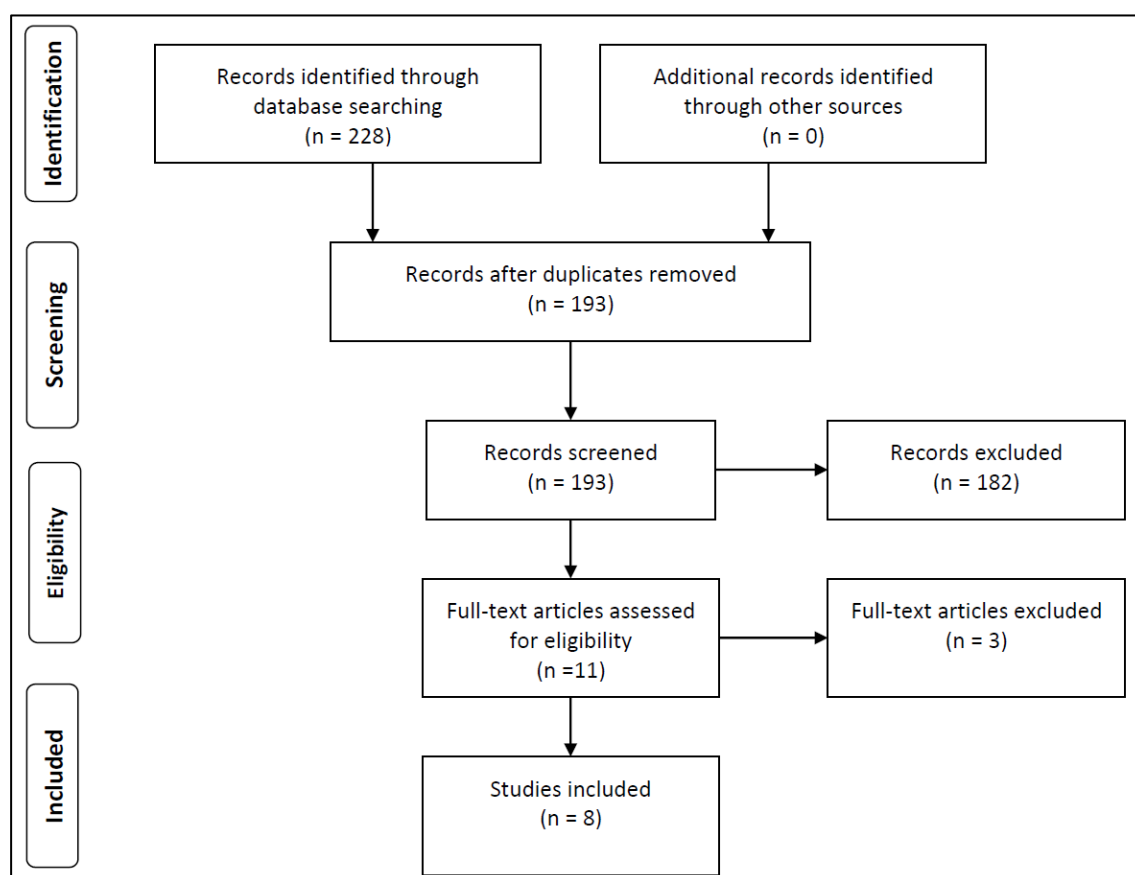 Identification
Records identified through
database searching
(n = 228)
Additional records identified
through other sources
(n = 0)
Screening
Records after duplicates removed
(n = 193)
Records screened
(n = 193)
Records excluded
(n = 182)
Eligibility
Full-text articles assessed
for eligibility
(n =11)
Full-text articles excluded
(n = 3)
Included
Studies included
(n = 8)